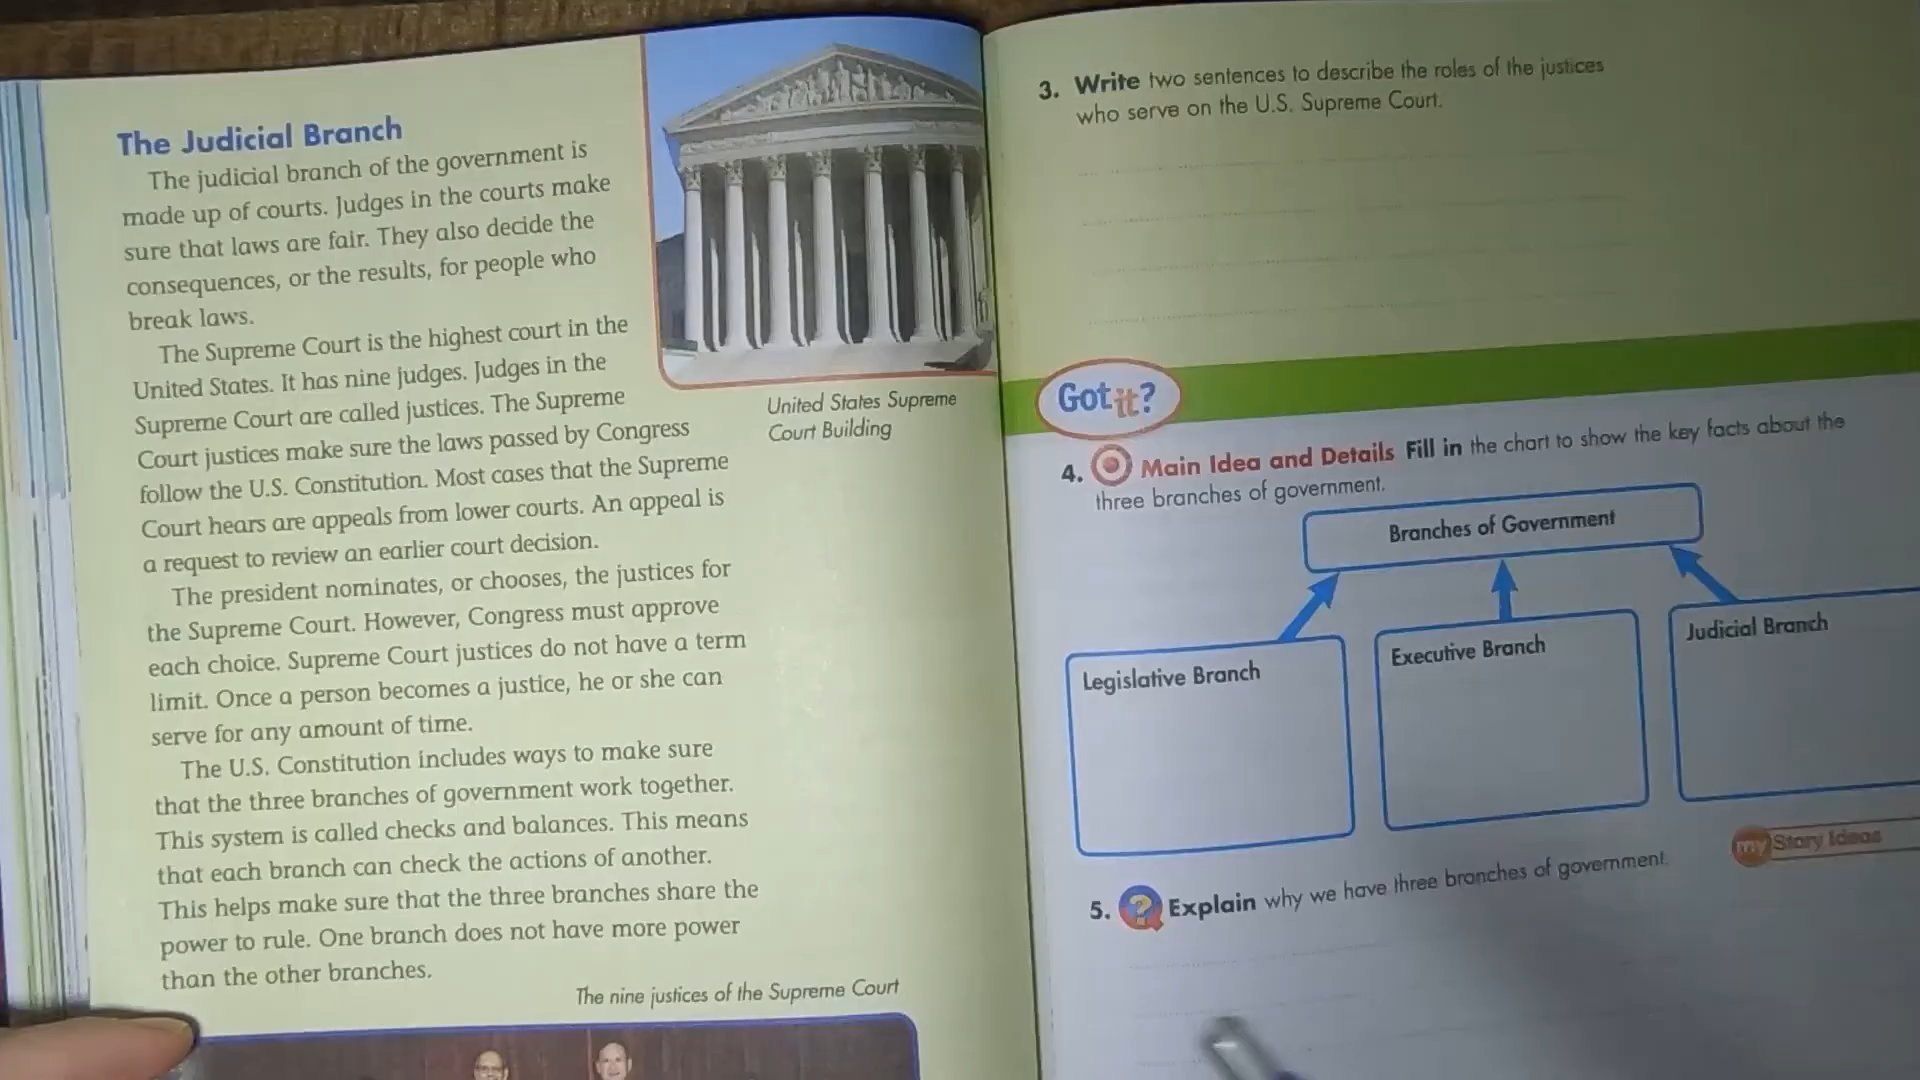 The Judicial Branch
The judicial branch of the government is
made up of courts. Judges in the courts make
sure that laws are fair. They also decide the
consequences, or the results, for people who
break laws.
The Supreme Court is the highest court in the
United States. It has nine judges. Judges in the
Supreme Court are called justices. The Supreme
Court justices make sure the laws passed by Congress
follow the U.S. Constitution. Most cases that the Supreme
Court hears are appeals from lower courts. An appeal is
a request to review an earlier court decision.
The president nominates, or chooses, the justices for
the Supreme Court. However, Congress must approve
each choice. Supreme Court justices do not have a term
limit. Once a person becomes a justice, he or she can
serve for any amount of time.
The U.S. Constitution includes ways to make sure
that the three branches of government work together.
This system is called checks and balances. This means
that each branch can check the actions of another.
This helps make sure that the three branches share the
power to rule. One branch does not have more power
than the other branches.
United States Supreme
Court Building
The nine justices of the Supreme Court
3. Write two sentences to describe the roles of the justices
who serve on the U.S. Supreme Court.
Got it?
4. Main Idea and Details Fill in the chart to show the key facts about the
three branches of government.
Branches of Government
Legislative Branch
Executive Branch
Judicial Branch
my Story Ideas
5. Explain why we have three branches of government.